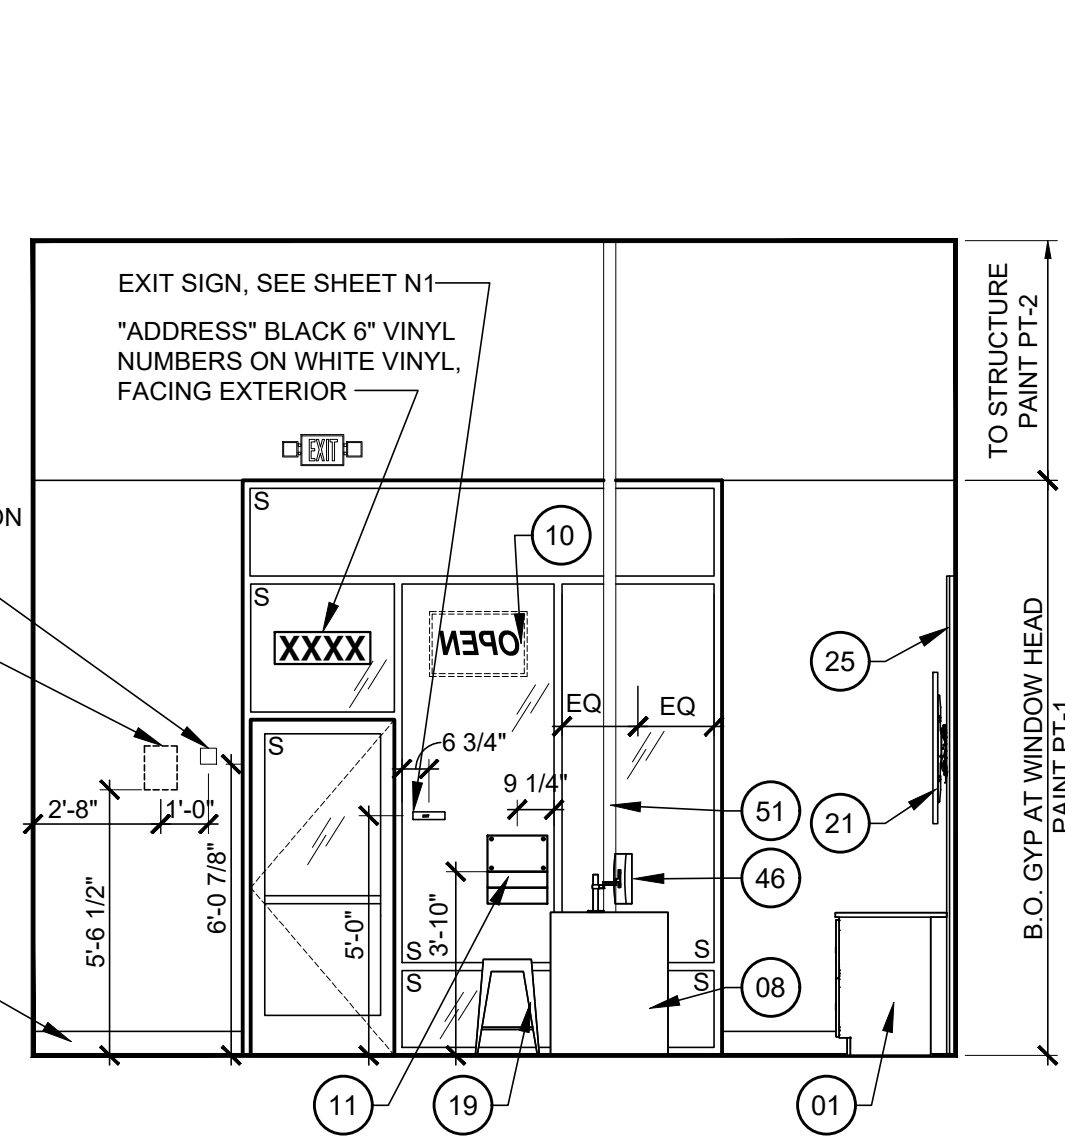 EXIT SIGN, SEE SHEET N1
"ADDRESS" BLACK 6" VINYL
NUMBERS ON WHITE VINYL,
FACING EXTERIOR
EXIT
TO STRUCTURE
PAINT PT-2
S
ON
10
S
XXXX
OPEN
25
EQ
EQ
S
6 3/4"
9 1/4"
B.O. GYP AT WINDOW HEAD
PAINT PT-1
2'-8"
1'-0"
51
21
46
5'-6 1/2"
6'-0 7/8"
5'-0"
3'-10"
S
S
S
S
08
11
19
01